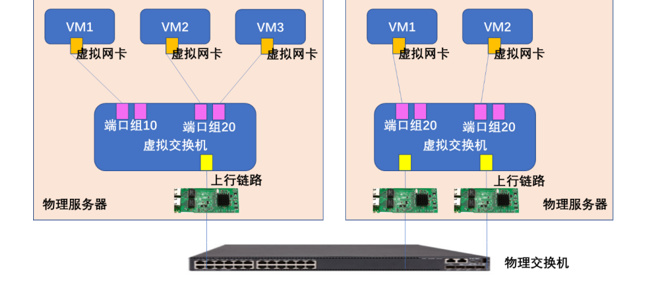 VM1 VM2 VM3
虚拟网卡 虚拟网卡 虚拟网卡
端口组10 端口组20
虚拟交换机
上行链路
物理服务器
VM1 VM2
虚拟网卡 虚拟网卡
端口组20 端口组20
虚拟交换机
上行链路
物理服务器
物理交换机